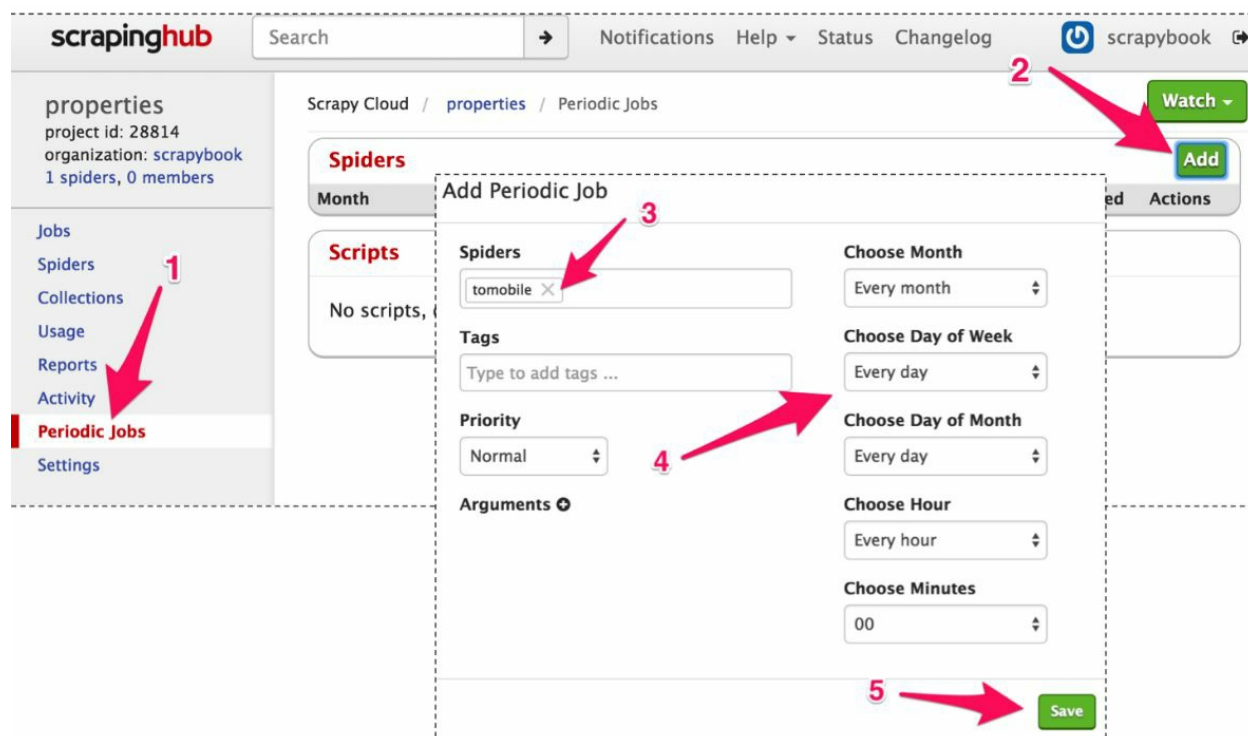 scrapinghub
Search
Notifications Help Status Changelog
scrapybook
2
properties
project id: 28814
organization: scrapybook
1 spiders, 0 members
Scrapy Cloud / properties / Periodic Jobs
Watch
Spiders
Add
Month
ed Actions
Jobs
Spiders
Collections
Usage
Reports
Activity
Periodic Jobs
Settings
1
Scripts
No scripts,
Add Periodic Job
3
Spiders
tomobile
Tags
Type to add tags ...
Priority
Normal
4
Arguments
Choose Month
Every month
Choose Day of Week
Every day
Choose Day of Month
Every day
Choose Hour
Every hour
Choose Minutes
00
5
Save